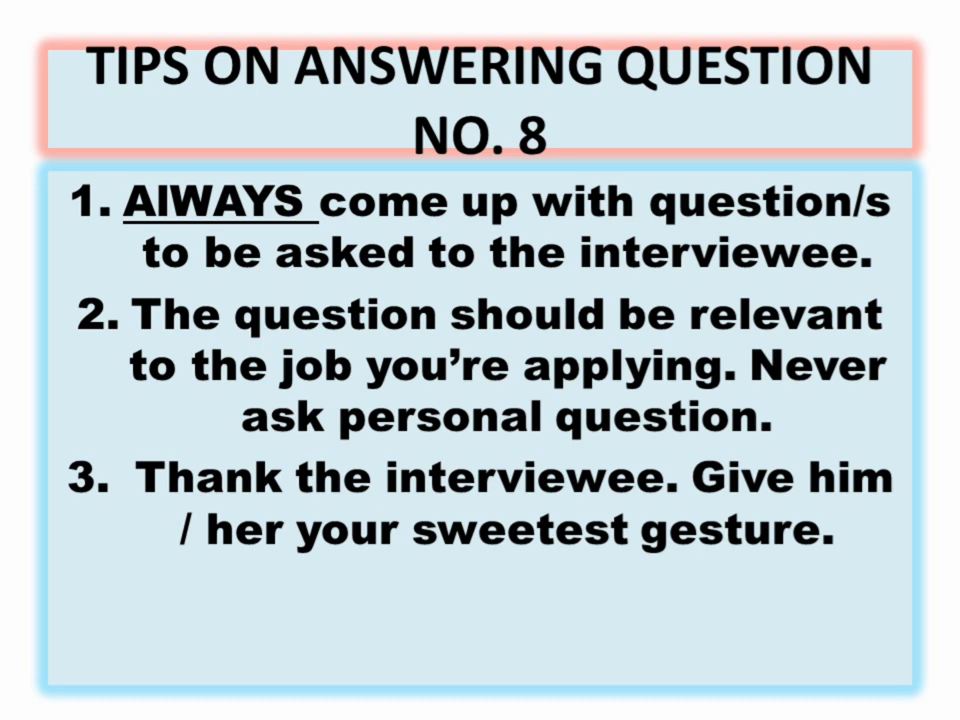 TIPS ON ANSWERING QUESTION
NO. 8
1. AlWAYS come up with question/s
to be asked to the interviewee.
2. The question should be relevant
to the job you’re applying. Never
ask personal question.
3. Thank the interviewee. Give him
/ her your sweetest gesture.